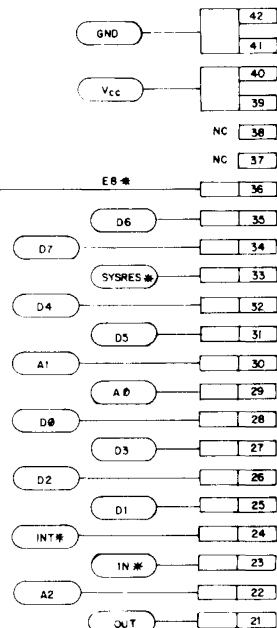 42
GND
41
40
Vcc
39
NC 38
NC 37
E8* 36
D6 35
D7 34
SYSRES* 33
D4 32
D5 31
A1 30
AØ 29
DØ 28
D3 27
D2 26
D1 25
INT* 24
IN* 23
A2 22
OUT 21